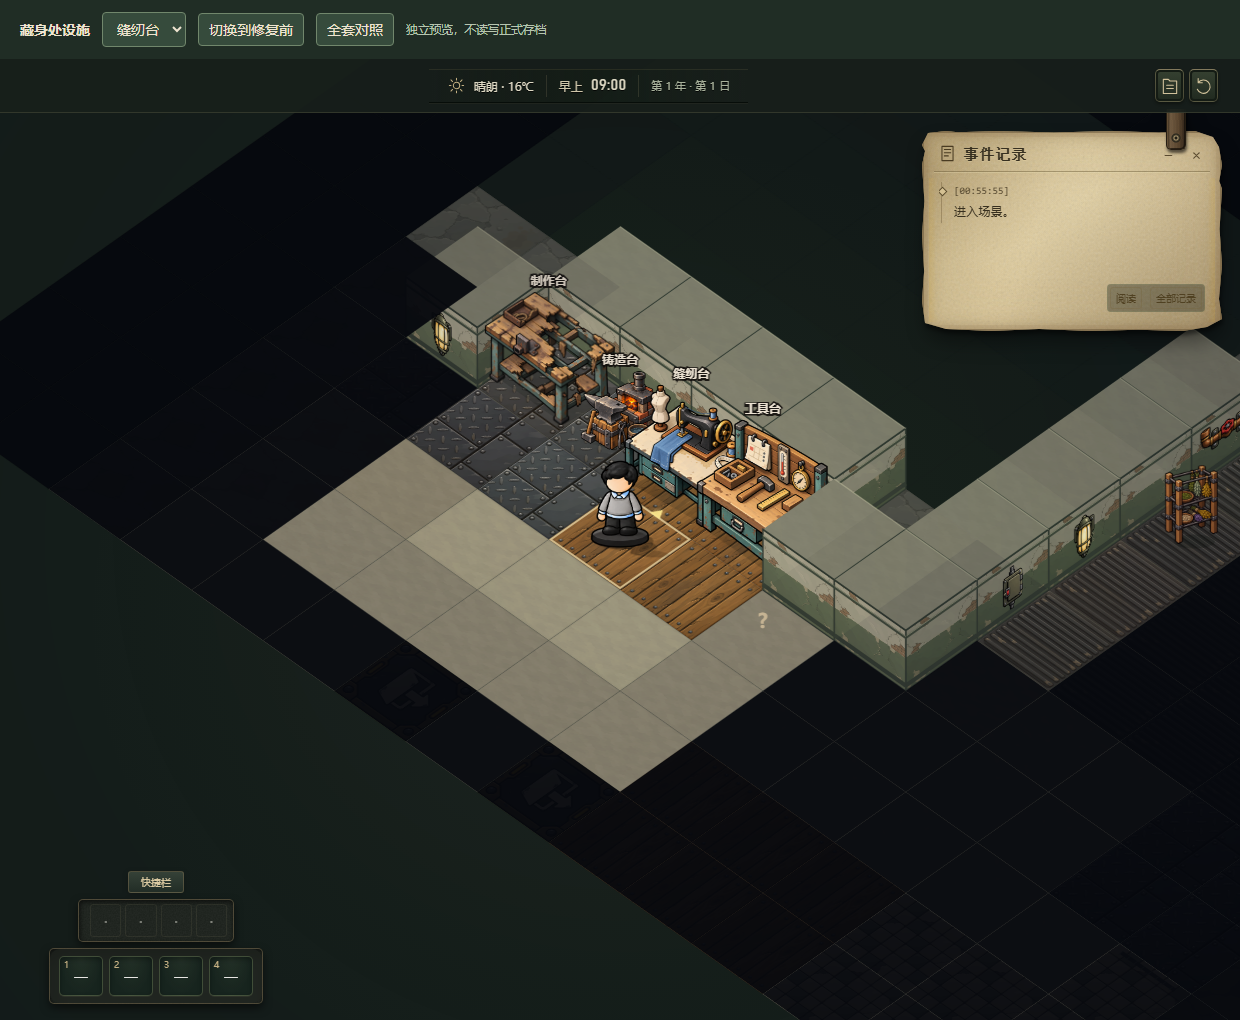 藏身处设施 缝纫台 切换到修复前 全套对照 独立预览，不读写正式存档
晴朗 · 16℃ 早上 09:00 第 1 年 · 第 1 日
事件记录
[00:55:55]
进入场景。
阅读 全部记录
制作台
铸造台
缝纫台
工具台
?
快捷栏
1 2 3 4